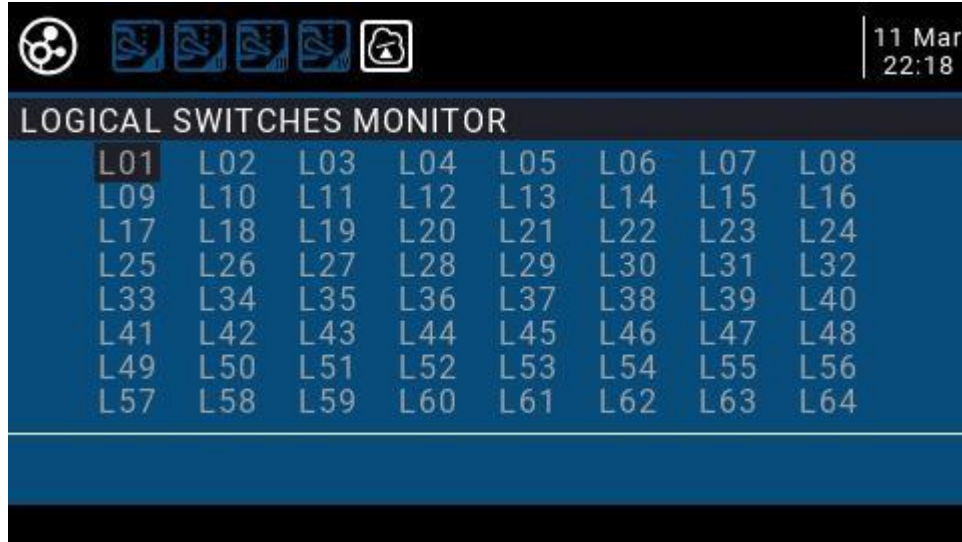 11 Mar
22:18
LOGICAL SWITCHES MONITOR
L01 L02 L03 L04 L05 L06 L07 L08
L09 L10 L11 L12 L13 L14 L15 L16
L17 L18 L19 L20 L21 L22 L23 L24
L25 L26 L27 L28 L29 L30 L31 L32
L33 L34 L35 L36 L37 L38 L39 L40
L41 L42 L43 L44 L45 L46 L47 L48
L49 L50 L51 L52 L53 L54 L55 L56
L57 L58 L59 L60 L61 L62 L63 L64